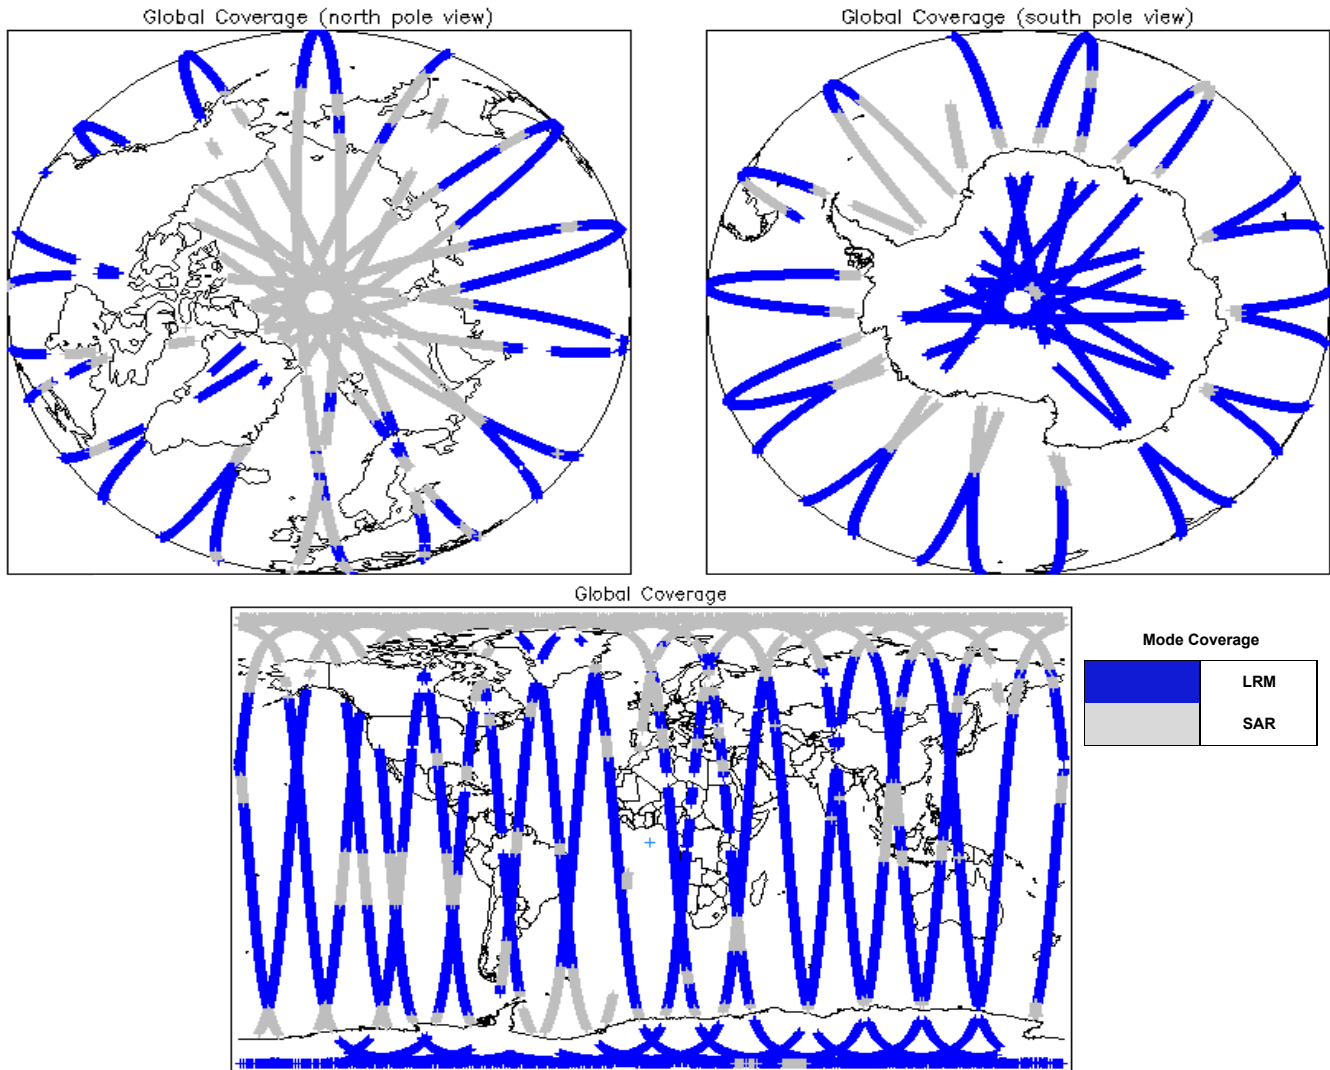 Global Coverage (north pole view)
Global Coverage (south pole view)
Global Coverage
Mode Coverage
LRM
SAR